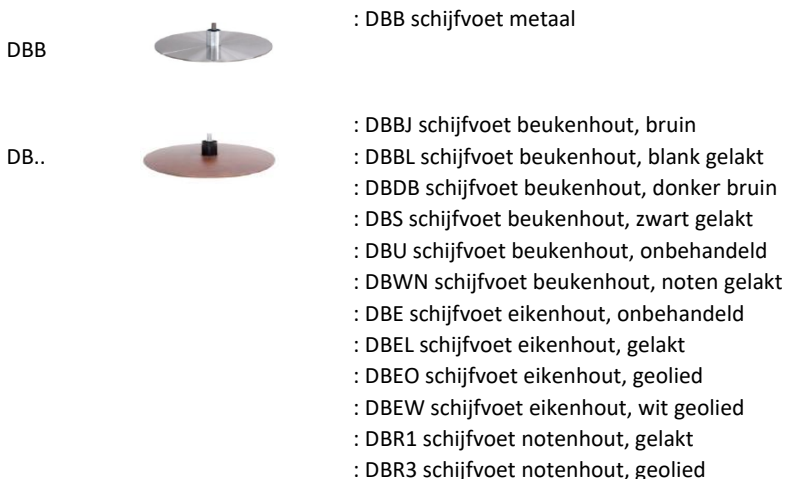 : DBB schijfvoet metaal
DBB
: DBBJ schijfvoet beukenhout, bruin
DB..
: DBBL schijfvoet beukenhout, blank gelakt
: DBDB schijfvoet beukenhout, donker bruin
: DBS schijfvoet beukenhout, zwart gelakt
: DBU schijfvoet beukenhout, onbehandeld
: DBWN schijfvoet beukenhout, noten gelakt
: DBE schijfvoet eikenhout, onbehandeld
: DBEL schijfvoet eikenhout, gelakt
: DBEO schijfvoet eikenhout, geolied
: DBEW schijfvoet eikenhout, wit geolied
: DBR1 schijfvoet notenhout, gelakt
: DBR3 schijfvoet notenhout, geolied